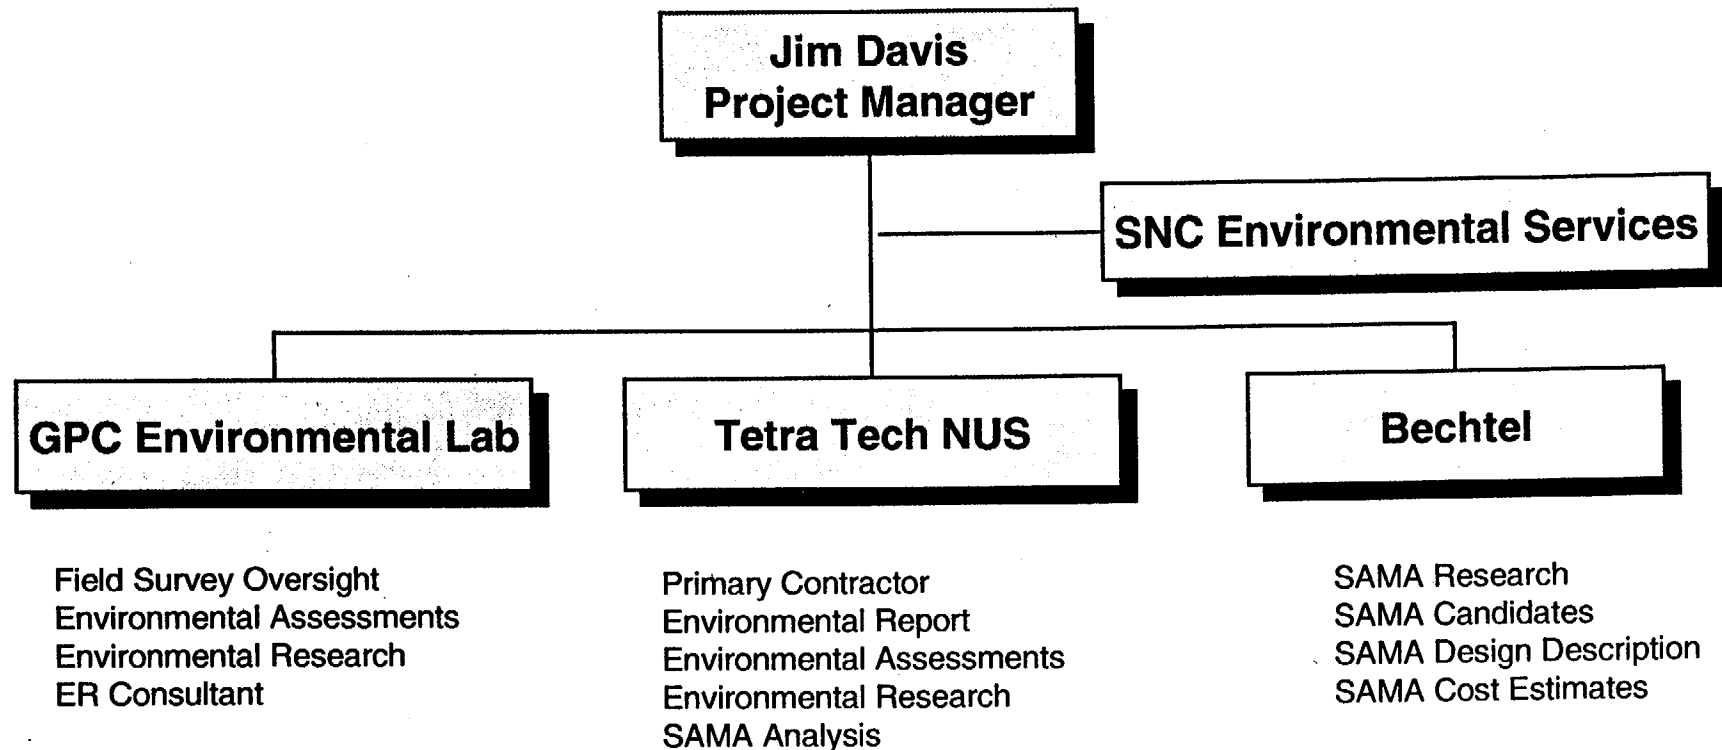 Jim Davis
Project Manager
SNC Environmental Services
GPC Environmental Lab
Tetra Tech NUS
Bechtel
Field Survey Oversight
Environmental Assessments
Environmental Research
ER Consultant
Primary Contractor
Environmental Report
Environmental Assessments
Environmental Research
SAMA Analysis
SAMA Research
SAMA Candidates
SAMA Design Description
SAMA Cost Estimates